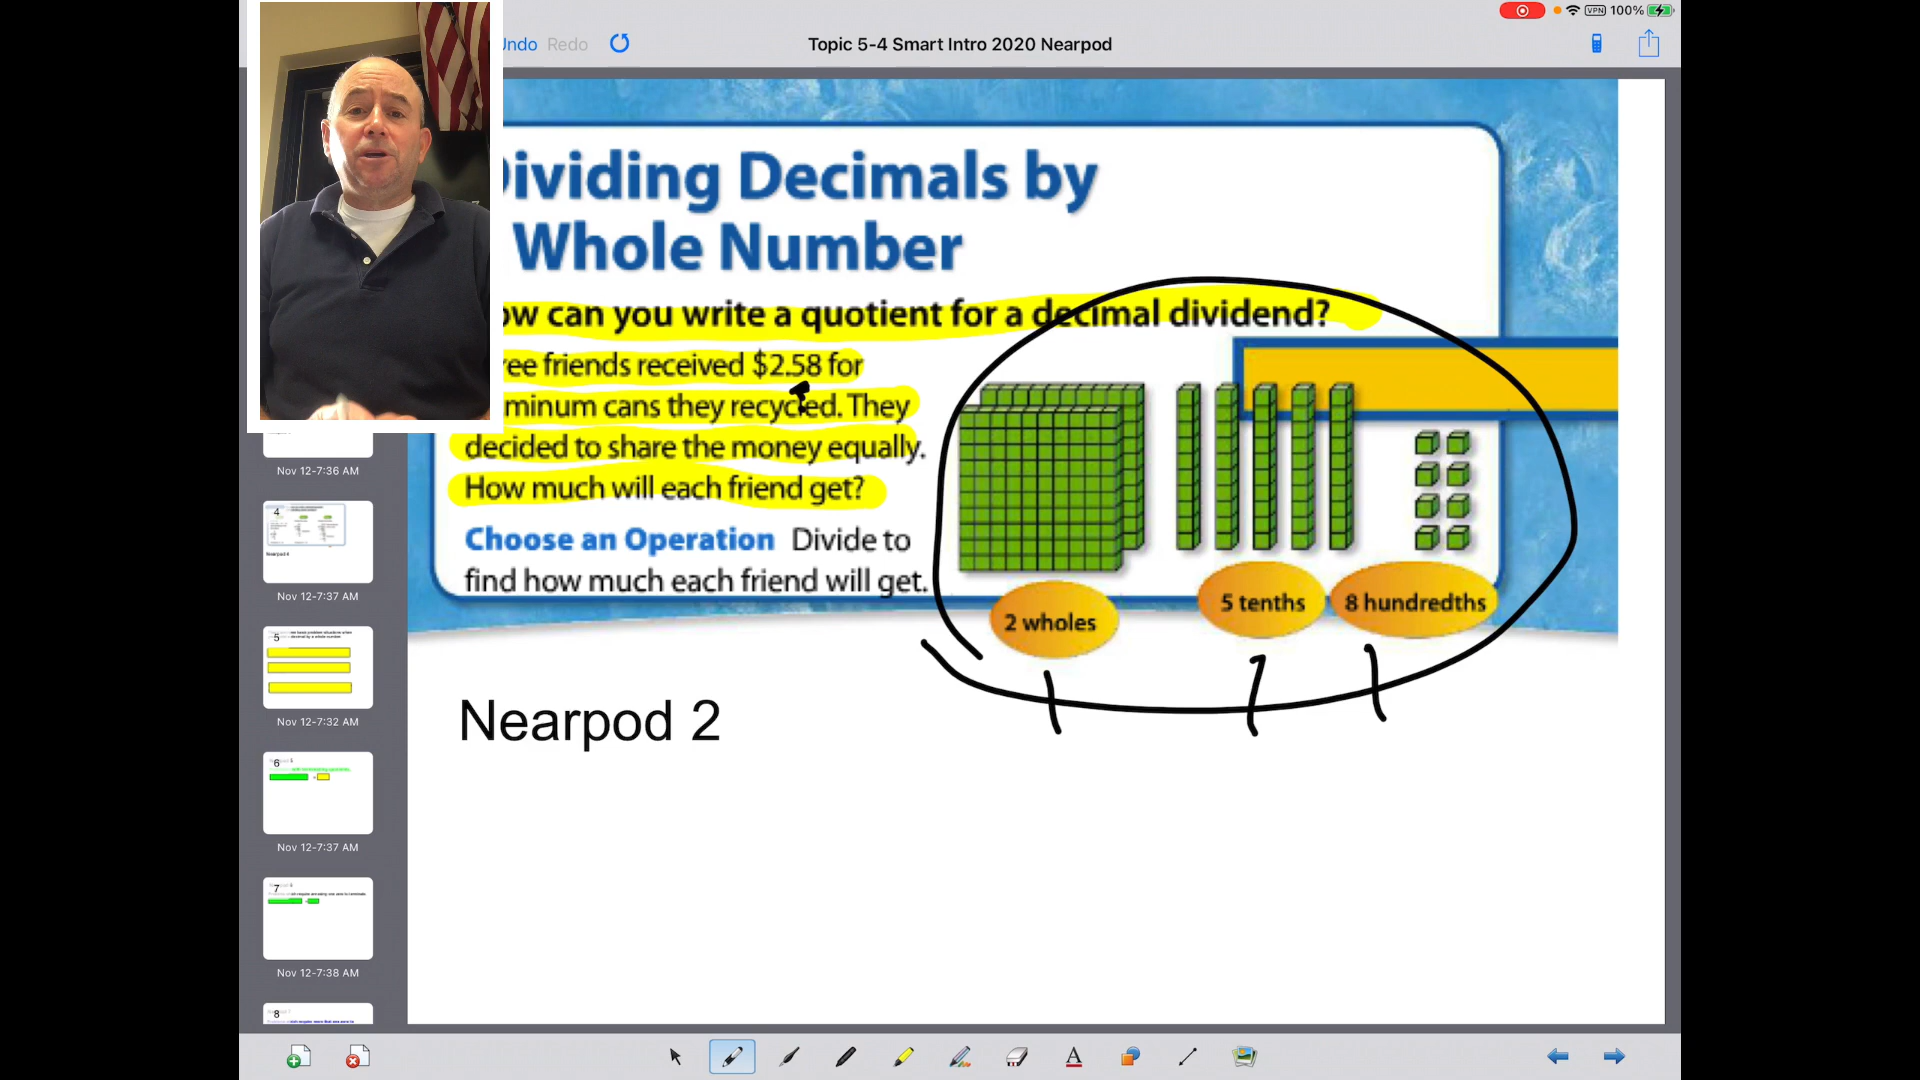 Undo Redo Topic 5-4 Smart Intro 2020 Nearpod VPN 100%
ividing Decimals by
Whole Number
ow can you write a quotient for a decimal dividend?
ree friends received $2.58 for
minum cans they recycled. They
decided to share the money equally.
How much will each friend get?
Choose an Operation Divide to
find how much each friend will get.
2 wholes
5 tenths
8 hundredths
Nearpod 2
Nov 12-7:36 AM
4
Nov 12-7:37 AM
5
Nov 12-7:32 AM
6
Nov 12-7:37 AM
7
Nov 12-7:38 AM
8